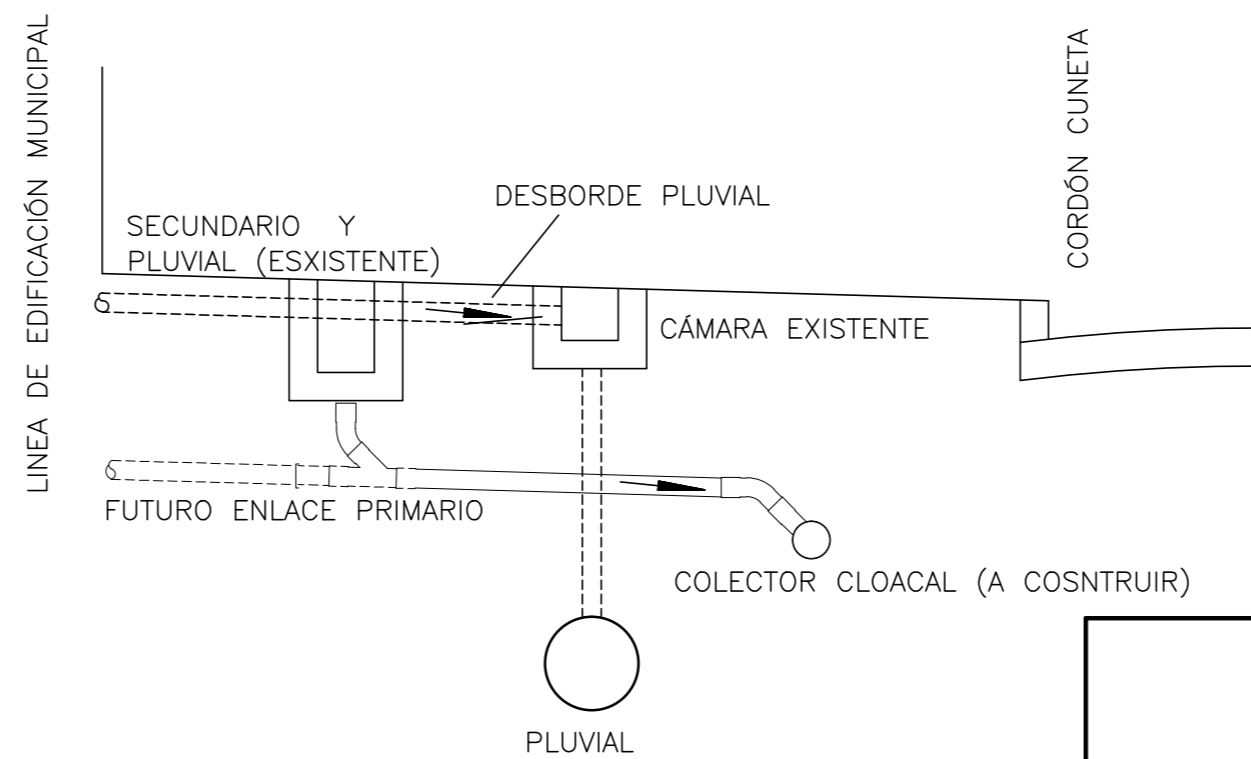 LINEA DE EDIFICACIÓN MUNICIPAL
CORDÓN CUNETA
DESBORDE PLUVIAL
SECUNDARIO Y
PLUVIAL (ESXISTENTE)
CÁMARA EXISTENTE
FUTURO ENLACE PRIMARIO
COLECTOR CLOACAL (A COSNTRUIR)
PLUVIAL